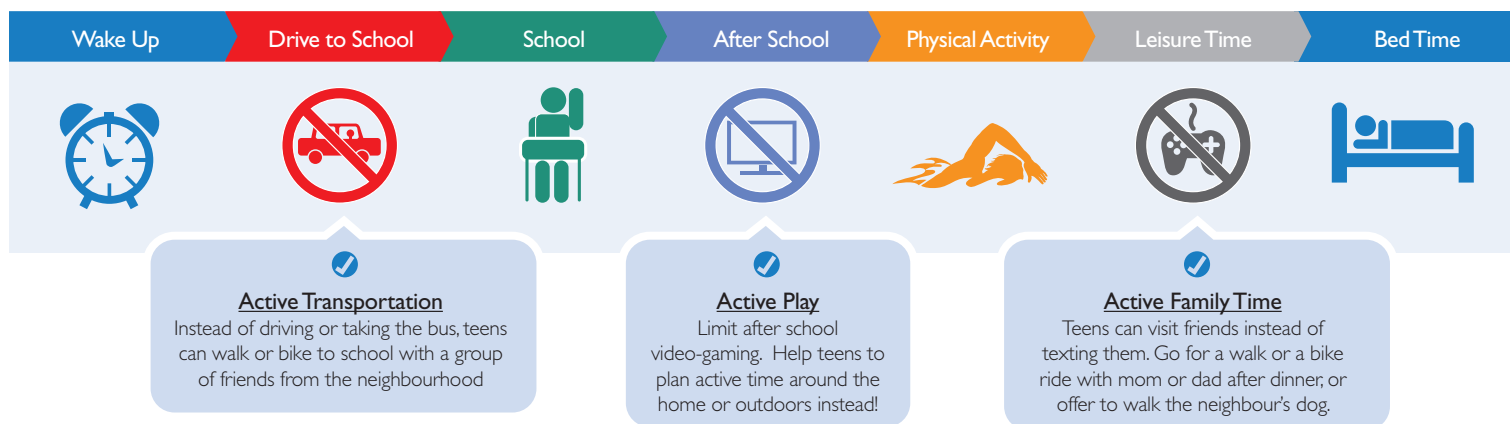 Wake Up
Drive to School
School
After School
Physical Activity
Leisure Time
Bed Time
Active Transportation
Instead of driving or taking the bus, teens
can walk or bike to school with a group
of friends from the neighbourhood
Active Play
Limit after school
video-gaming. Help teens to
plan active time around the
home or outdoors instead!
Active Family Time
Teens can visit friends instead of
texting them. Go for a walk or a bike
ride with mom or dad after dinner, or
offer to walk the neighbour's dog.